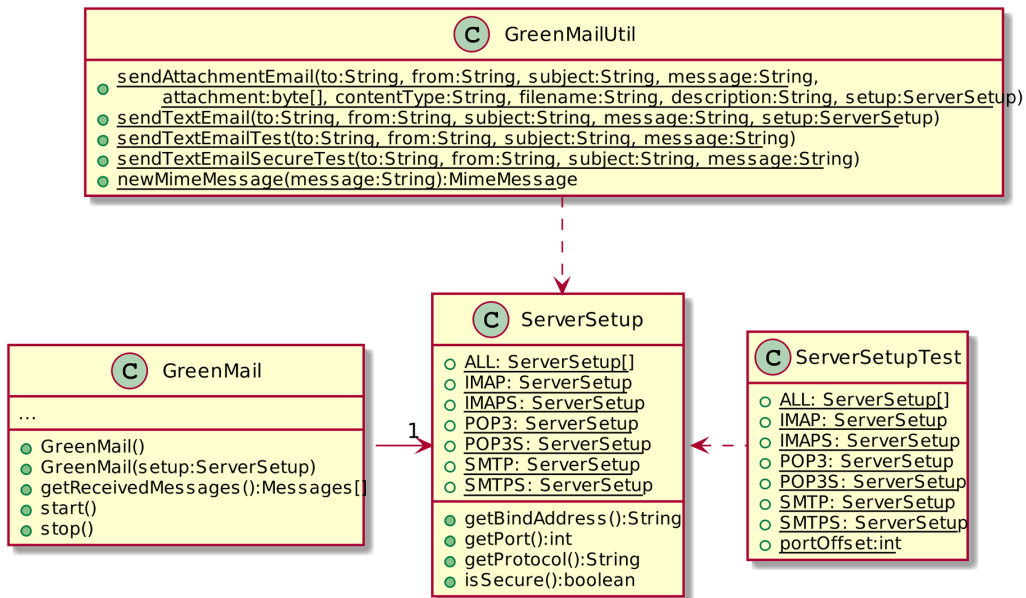 C GreenMailUtil
sendAttachmentEmail(to:String, from:String, subject:String, message:String,
attachment:byte[], contentType:String, filename:String, description:String, setup:ServerSetup)
sendTextEmail(to:String, from:String, subject:String, message:String, setup:ServerSetup)
sendTextEmailTest(to:String, from:String, subject:String, message:String)
sendTextEmailSecureTest(to:String, from:String, subject:String, message:String)
newMimeMessage(message:String):MimeMessage
C GreenMail
...
GreenMail()
GreenMail(setup:ServerSetup)
getReceivedMessages():Messages[]
start()
stop()
1
C ServerSetup
ALL: ServerSetup[]
IMAP: ServerSetup
IMAPS: ServerSetup
POP3: ServerSetup
POP3S: ServerSetup
SMTP: ServerSetup
SMTPS: ServerSetup
getBindAddress():String
getPort():int
getProtocol():String
isSecure():boolean
C ServerSetupTest
ALL: ServerSetup[]
IMAP: ServerSetup
IMAPS: ServerSetup
POP3: ServerSetup
POP3S: ServerSetup
SMTP: ServerSetup
SMTPS: ServerSetup
portOffset:int